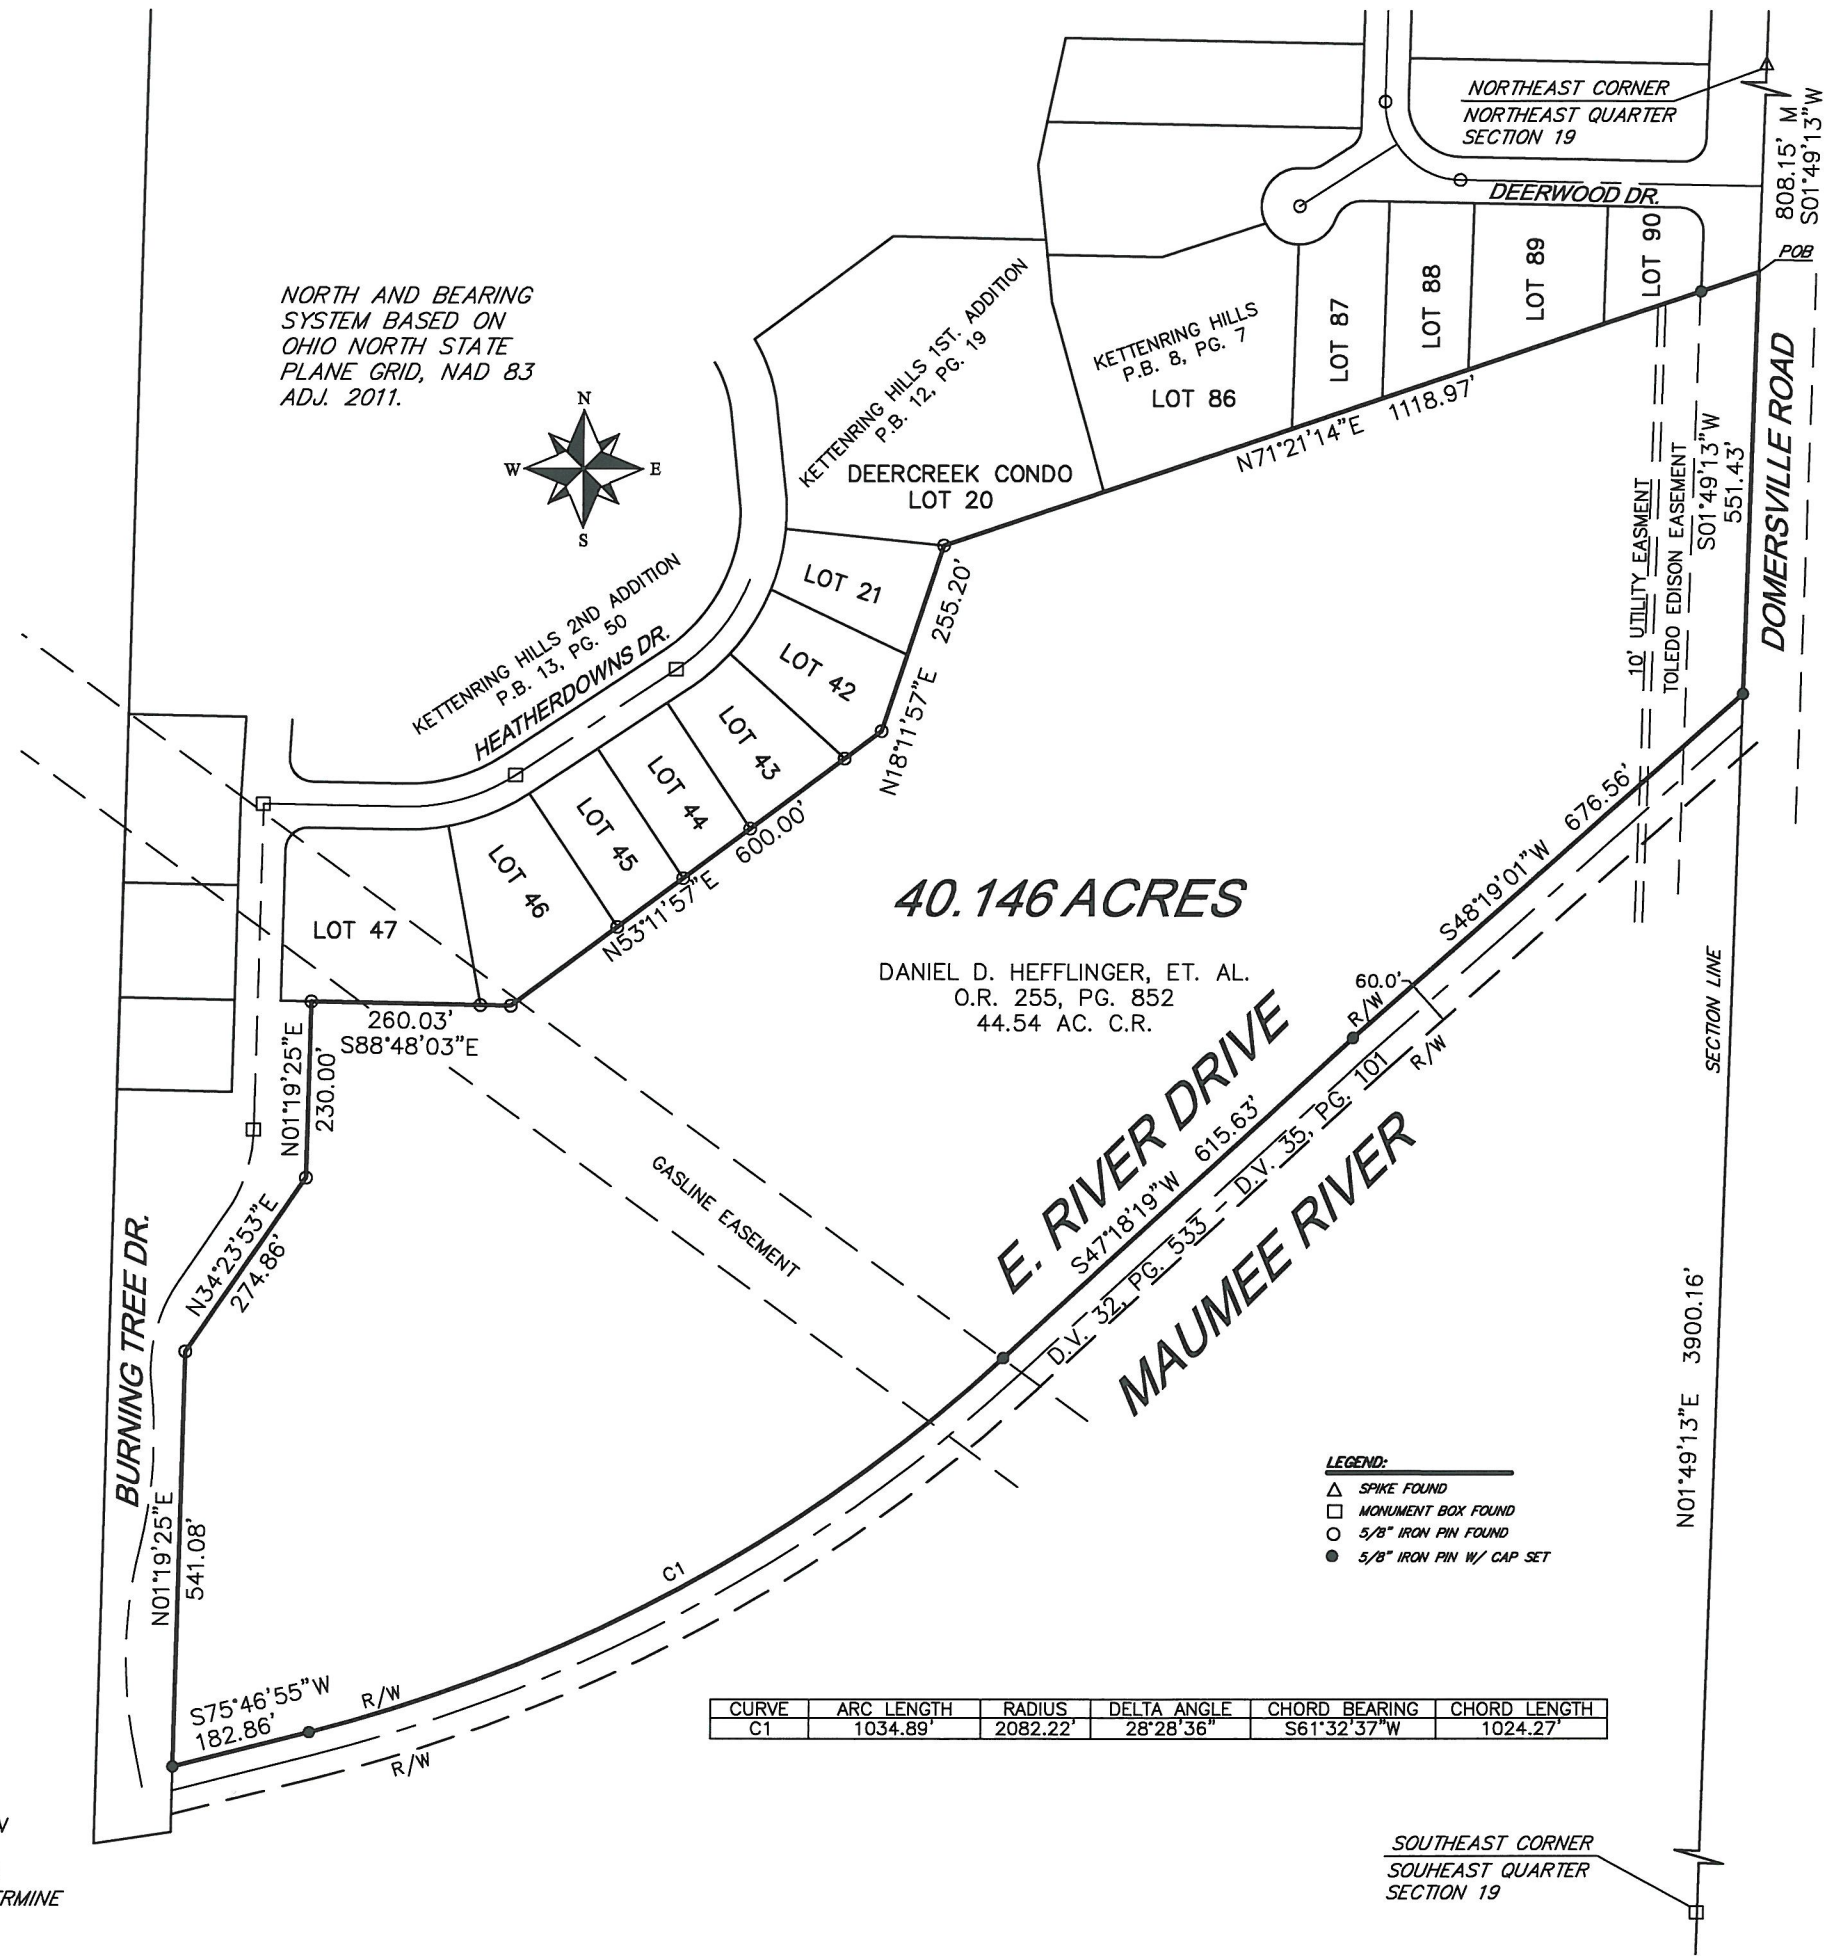 NORTHEAST CORNER
NORTHEAST QUARTER
SECTION 19
808.15' M
S01°49'13"W
DEERWOOD DR.
POB
LOT 90
LOT 89
LOT 88
LOT 87
KETTENRING HILLS
P.B. 8, PG. 7
LOT 86
KETTENRING HILLS 1ST. ADDITION
P.B. 12, PG. 19
DEERCREEK CONDO
LOT 20
NORTH AND BEARING
SYSTEM BASED ON
OHIO NORTH STATE
PLANE GRID, NAD 83
ADJ. 2011.
N
W
E
S
N71°21'14"E 1118.97'
S01°49'13"W
551.43'
DOMERSVILLE ROAD
10' UTILITY EASMENT
TOLEDO EDISON EASEMENT
LOT 21
255.20'
N18°11'57"E
LOT 42
KETTENRING HILLS 2ND ADDITION
P.B. 13, PG. 50
HEATHERDOWNS DR.
LOT 43
LOT 44
LOT 45
LOT 46
LOT 47
N53°11'57"E 600.00'
40.146 ACRES
DANIEL D. HEFFLINGER, ET. AL.
O.R. 255, PG. 852
44.54 AC. C.R.
S48°19'01"W 676.56'
60.0'
R/W
R/W
SECTION LINE
260.03'
S88°48'03"E
N01°19'25"E
230.00'
N34°23'53"E
274.86'
GASLINE EASEMENT
E. RIVER DRIVE
S47°18'19"W 615.63'
D.V. 32, PG. 533 - D.V. 35, PG. 101
MAUMEE RIVER
BURNING TREE DR.
N01°19'25"E
541.08'
N01°49'13"E 3900.16'
LEGEND:
SPIKE FOUND
MONUMENT BOX FOUND
5/8" IRON PIN FOUND
5/8" IRON PIN W/ CAP SET
C1
S75°46'55"W
182.86'
R/W
R/W
CURVE ARC LENGTH RADIUS DELTA ANGLE CHORD BEARING CHORD LENGTH
C1 1034.89' 2082.22' 28°28'36" S61°32'37"W 1024.27'
SOUTHEAST CORNER
SOUHEAST QUARTER
SECTION 19
ERMINE